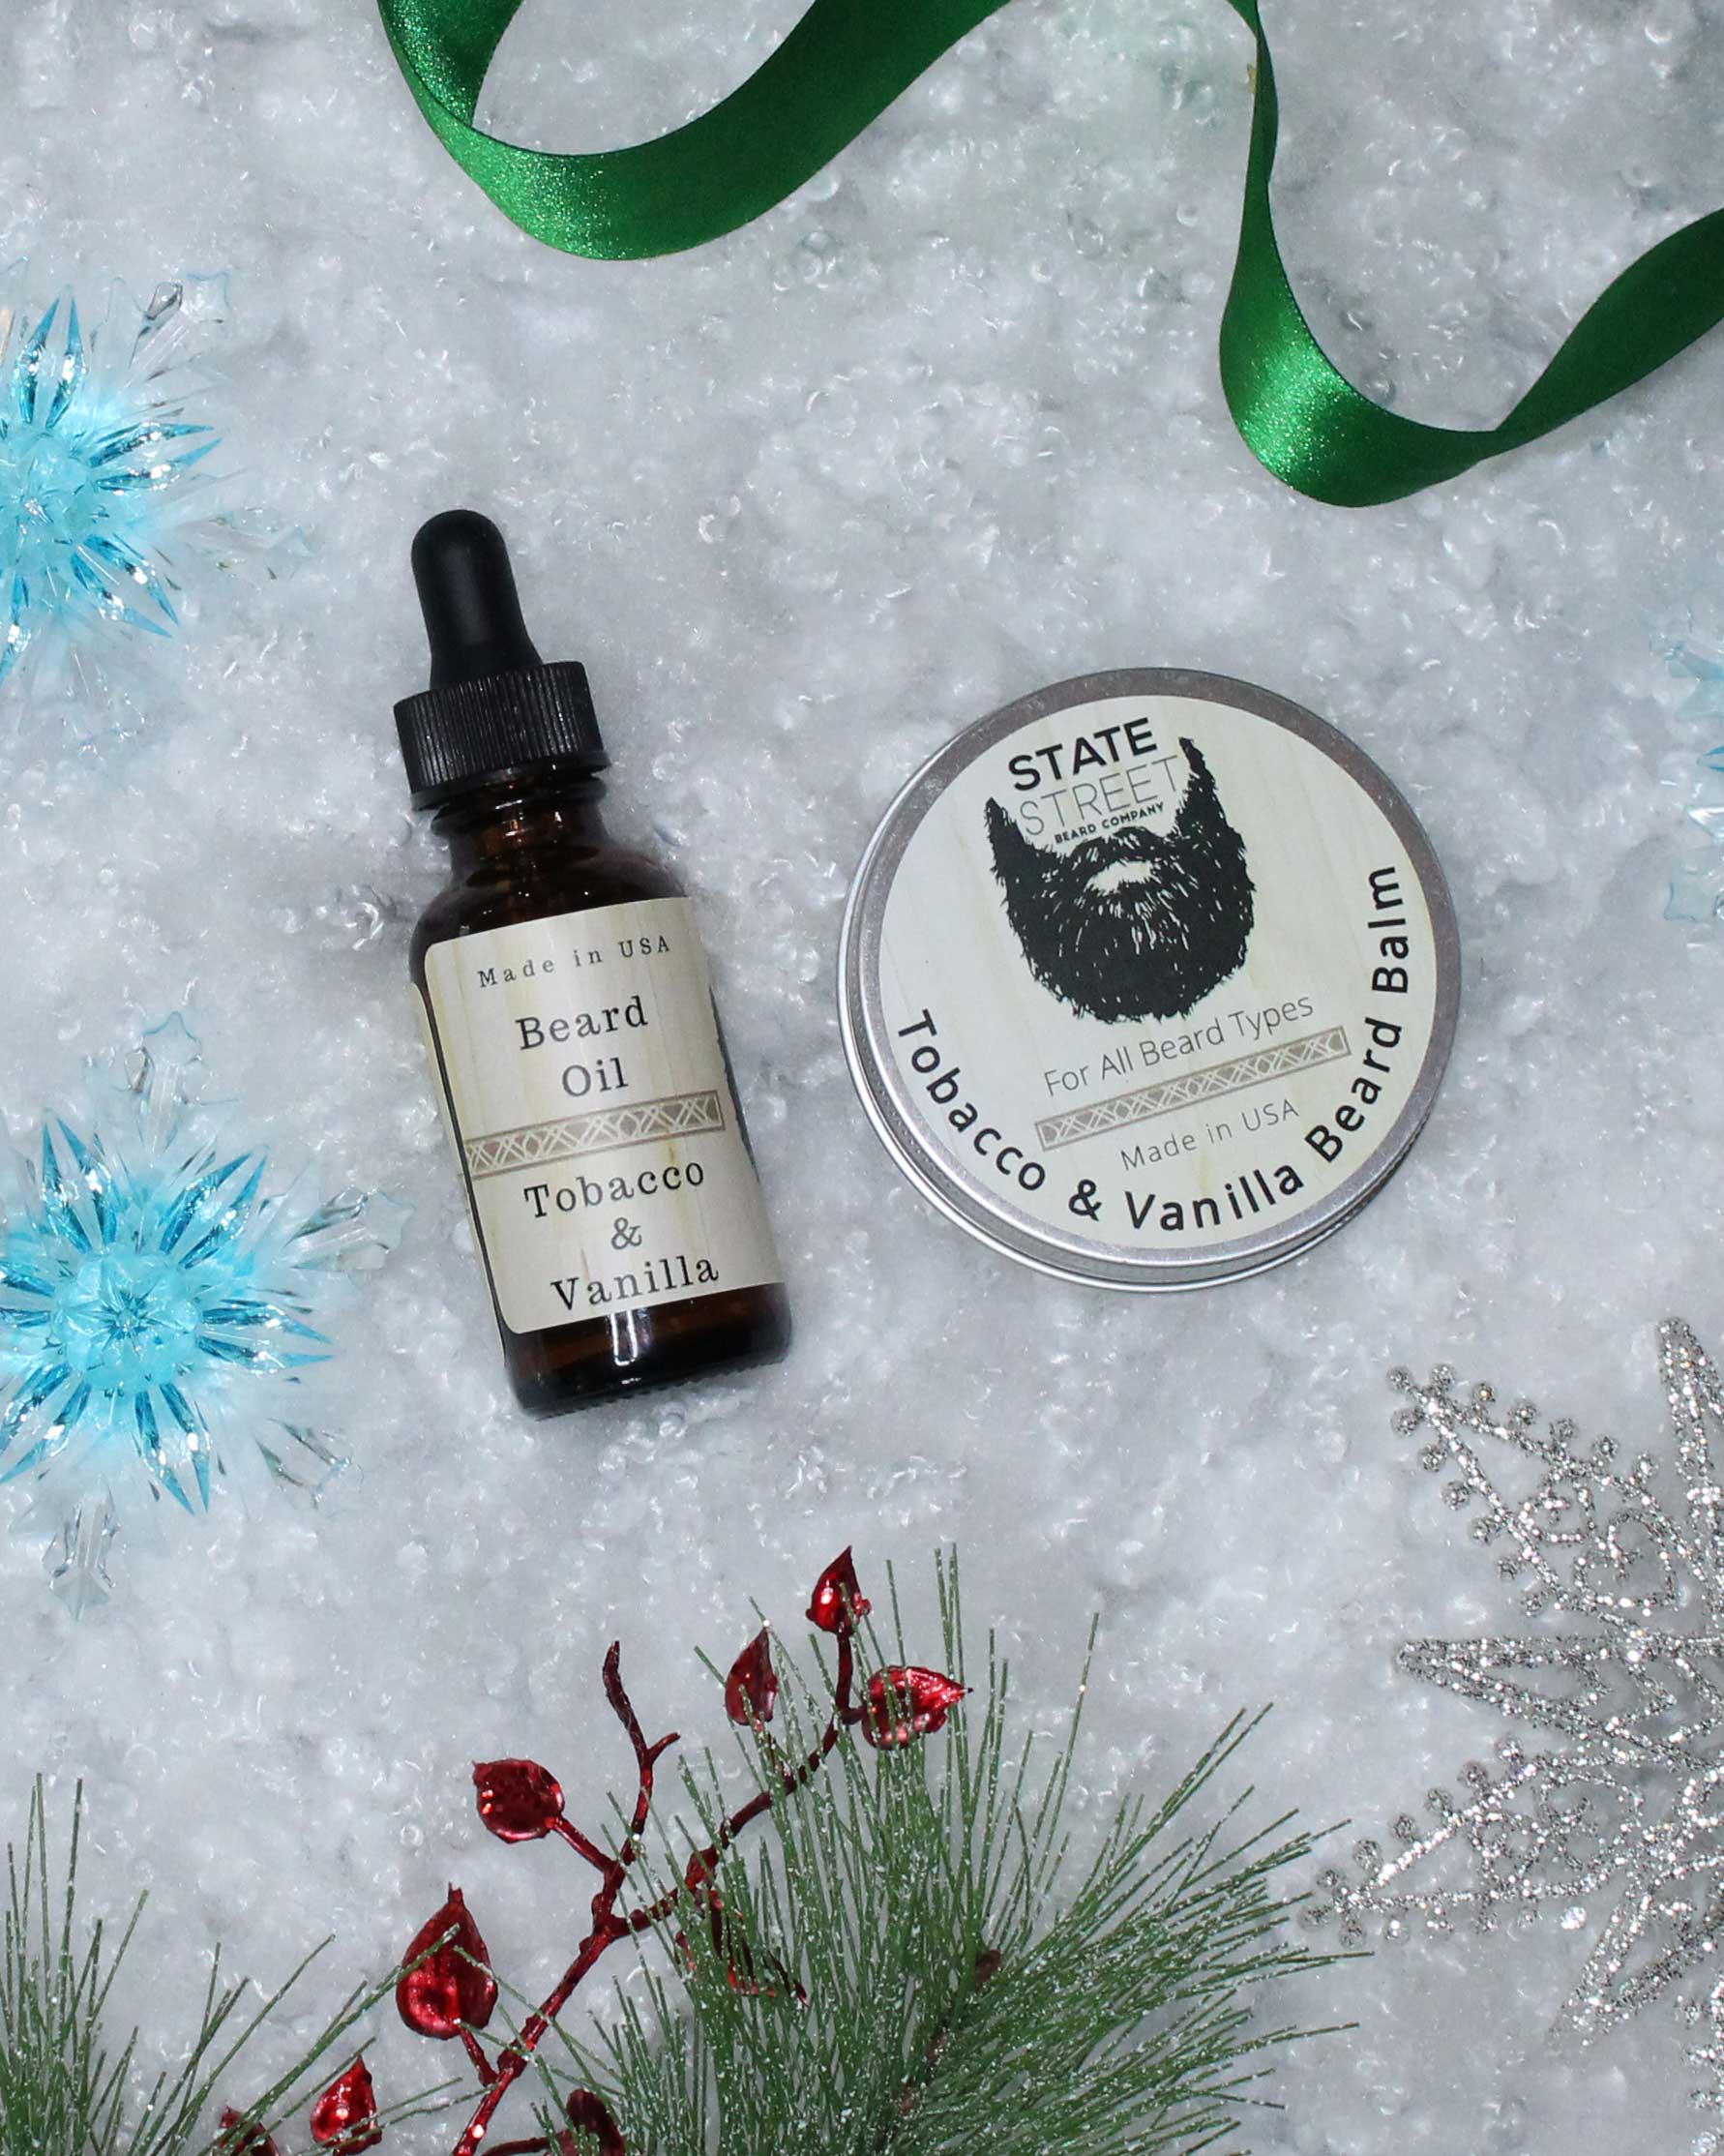 Made in USA
Beard
Oil
Tobacco
&
Vanilla
STATE
STREET
BEARD COMPANY
For All Beard Types
Made in USA
Tobacco & Vanilla Beard Balm